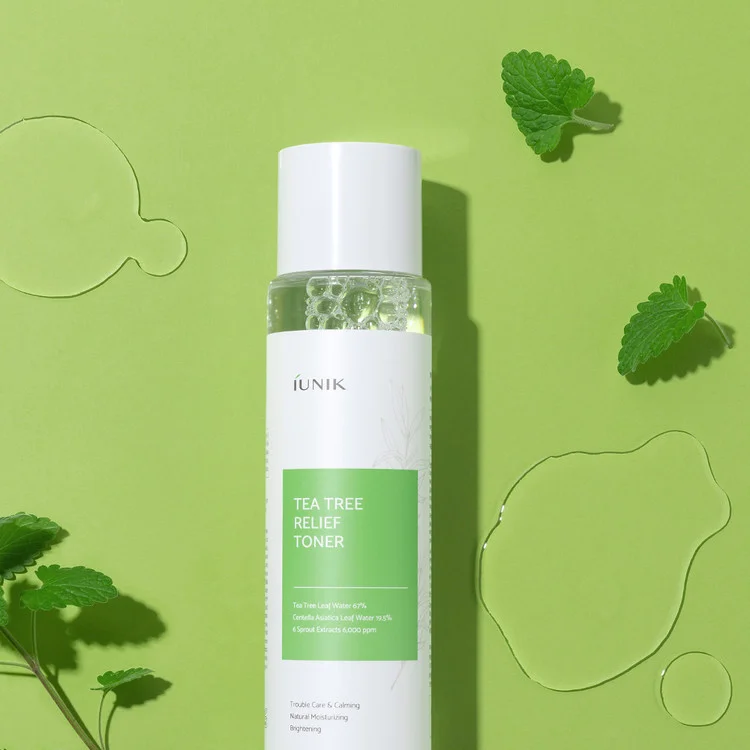 íUNIK
TEA TREE
RELIEF
TONER
Tea Tree Leaf Water 67%
Centella Asiatica Leaf Water 19.5%
6 Sprout Extracts 6,000 ppm
Trouble Care & Calming
Natural Moisturizing
Brightening